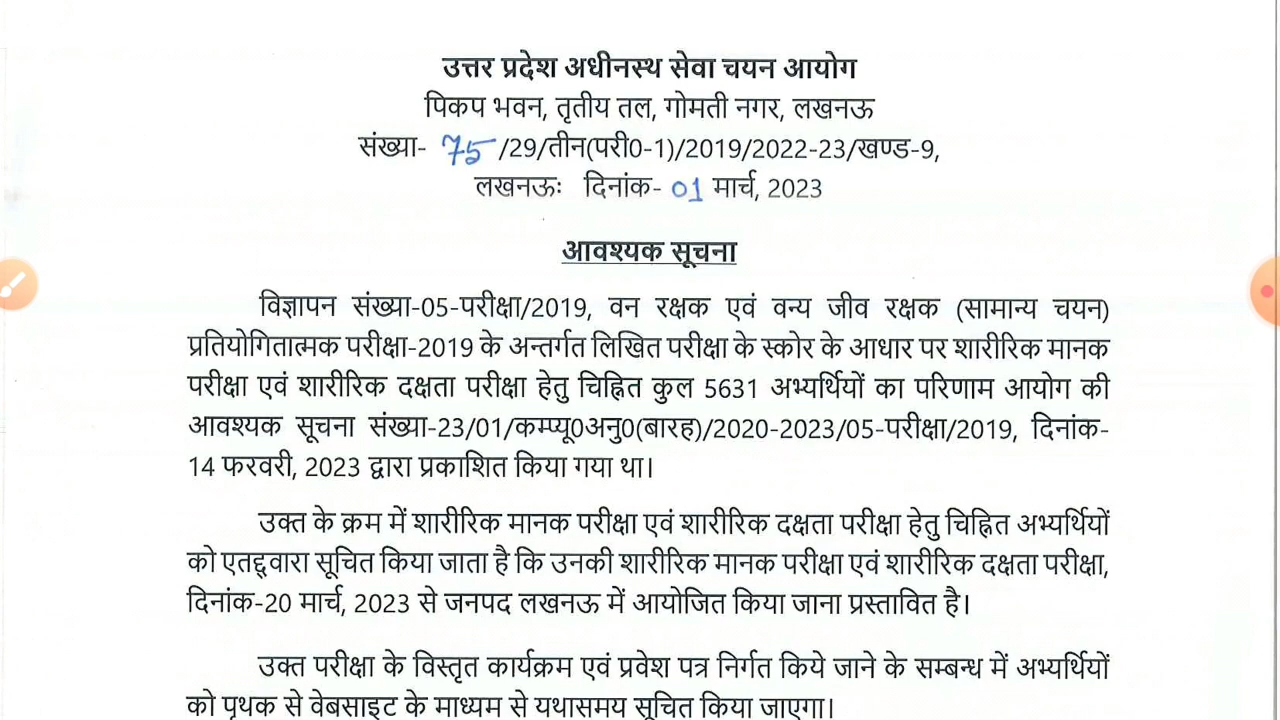 उत्तर प्रदेश अधीनस्थ सेवा चयन आयोग
पिकप भवन, तृतीय तल, गोमती नगर, लखनऊ
संख्या- 75 /29/तीन(परी0-1)/2019/2022-23/खण्ड-9,
लखनऊः दिनांक- 01 मार्च, 2023
आवश्यक सूचना
विज्ञापन संख्या-05-परीक्षा/2019, वन रक्षक एवं वन्य जीव रक्षक (सामान्य चयन)
प्रतियोगितात्मक परीक्षा-2019 के अन्तर्गत लिखित परीक्षा के स्कोर के आधार पर शारीरिक मानक
परीक्षा एवं शारीरिक दक्षता परीक्षा हेतु चिह्नित कुल 5631 अभ्यर्थियों का परिणाम आयोग की
आवश्यक सूचना संख्या-23/01/कम्प्यू0अनु0(बारह)/2020-2023/05-परीक्षा/2019, दिनांक-
14 फरवरी, 2023 द्वारा प्रकाशित किया गया था।
उक्त के क्रम में शारीरिक मानक परीक्षा एवं शारीरिक दक्षता परीक्षा हेतु चिह्नित अभ्यर्थियों
को एतद्द्वारा सूचित किया जाता है कि उनकी शारीरिक मानक परीक्षा एवं शारीरिक दक्षता परीक्षा,
दिनांक-20 मार्च, 2023 से जनपद लखनऊ में आयोजित किया जाना प्रस्तावित है।
उक्त परीक्षा के विस्तृत कार्यक्रम एवं प्रवेश पत्र निर्गत किये जाने के सम्बन्ध में अभ्यर्थियों
को पृथक से वेबसाइट के माध्यम से यथासमय सूचित किया जाएगा।